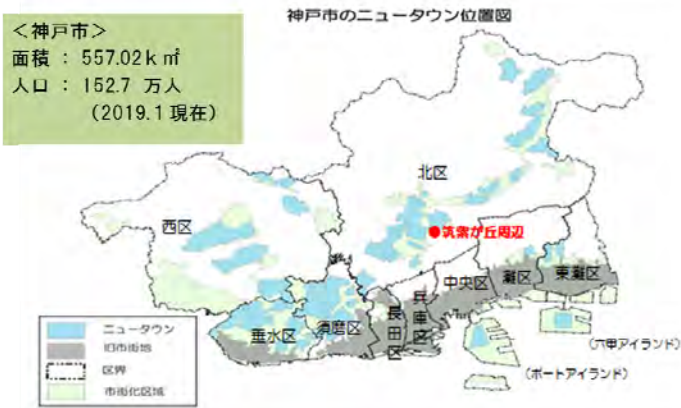 神戸市のニュータウン位置図
＜神戸市＞
面積 ： 557.02k㎡
人口 ： 152.7 万人
（2019.1 現在）
北区
西区
●筑紫が丘周辺
中央区
灘区
東灘区
兵庫区
長田区
須磨区
垂水区
（六甲アイランド）
（ポートアイランド）
ニュータウン
旧市街地
区界
市街化区域